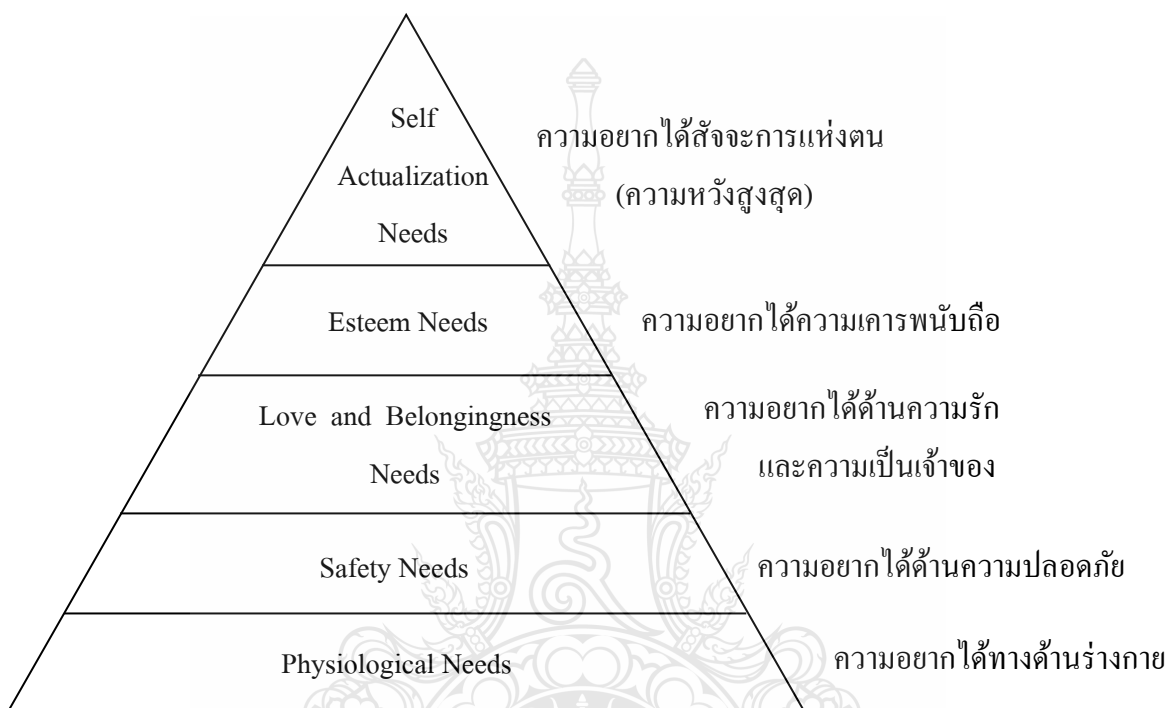 Self
Actualization
Needs
ความอยากได้สัจจะการแห่งตน
(ความหวังสูงสุด)
Esteem Needs
ความอยากได้ความเคารพนับถือ
Love and Belongingness
Needs
ความอยากได้ด้านความรัก
และความเป็นเจ้าของ
Safety Needs
ความอยากได้ด้านความปลอดภัย
Physiological Needs
ความอยากได้ทางด้านร่างกาย